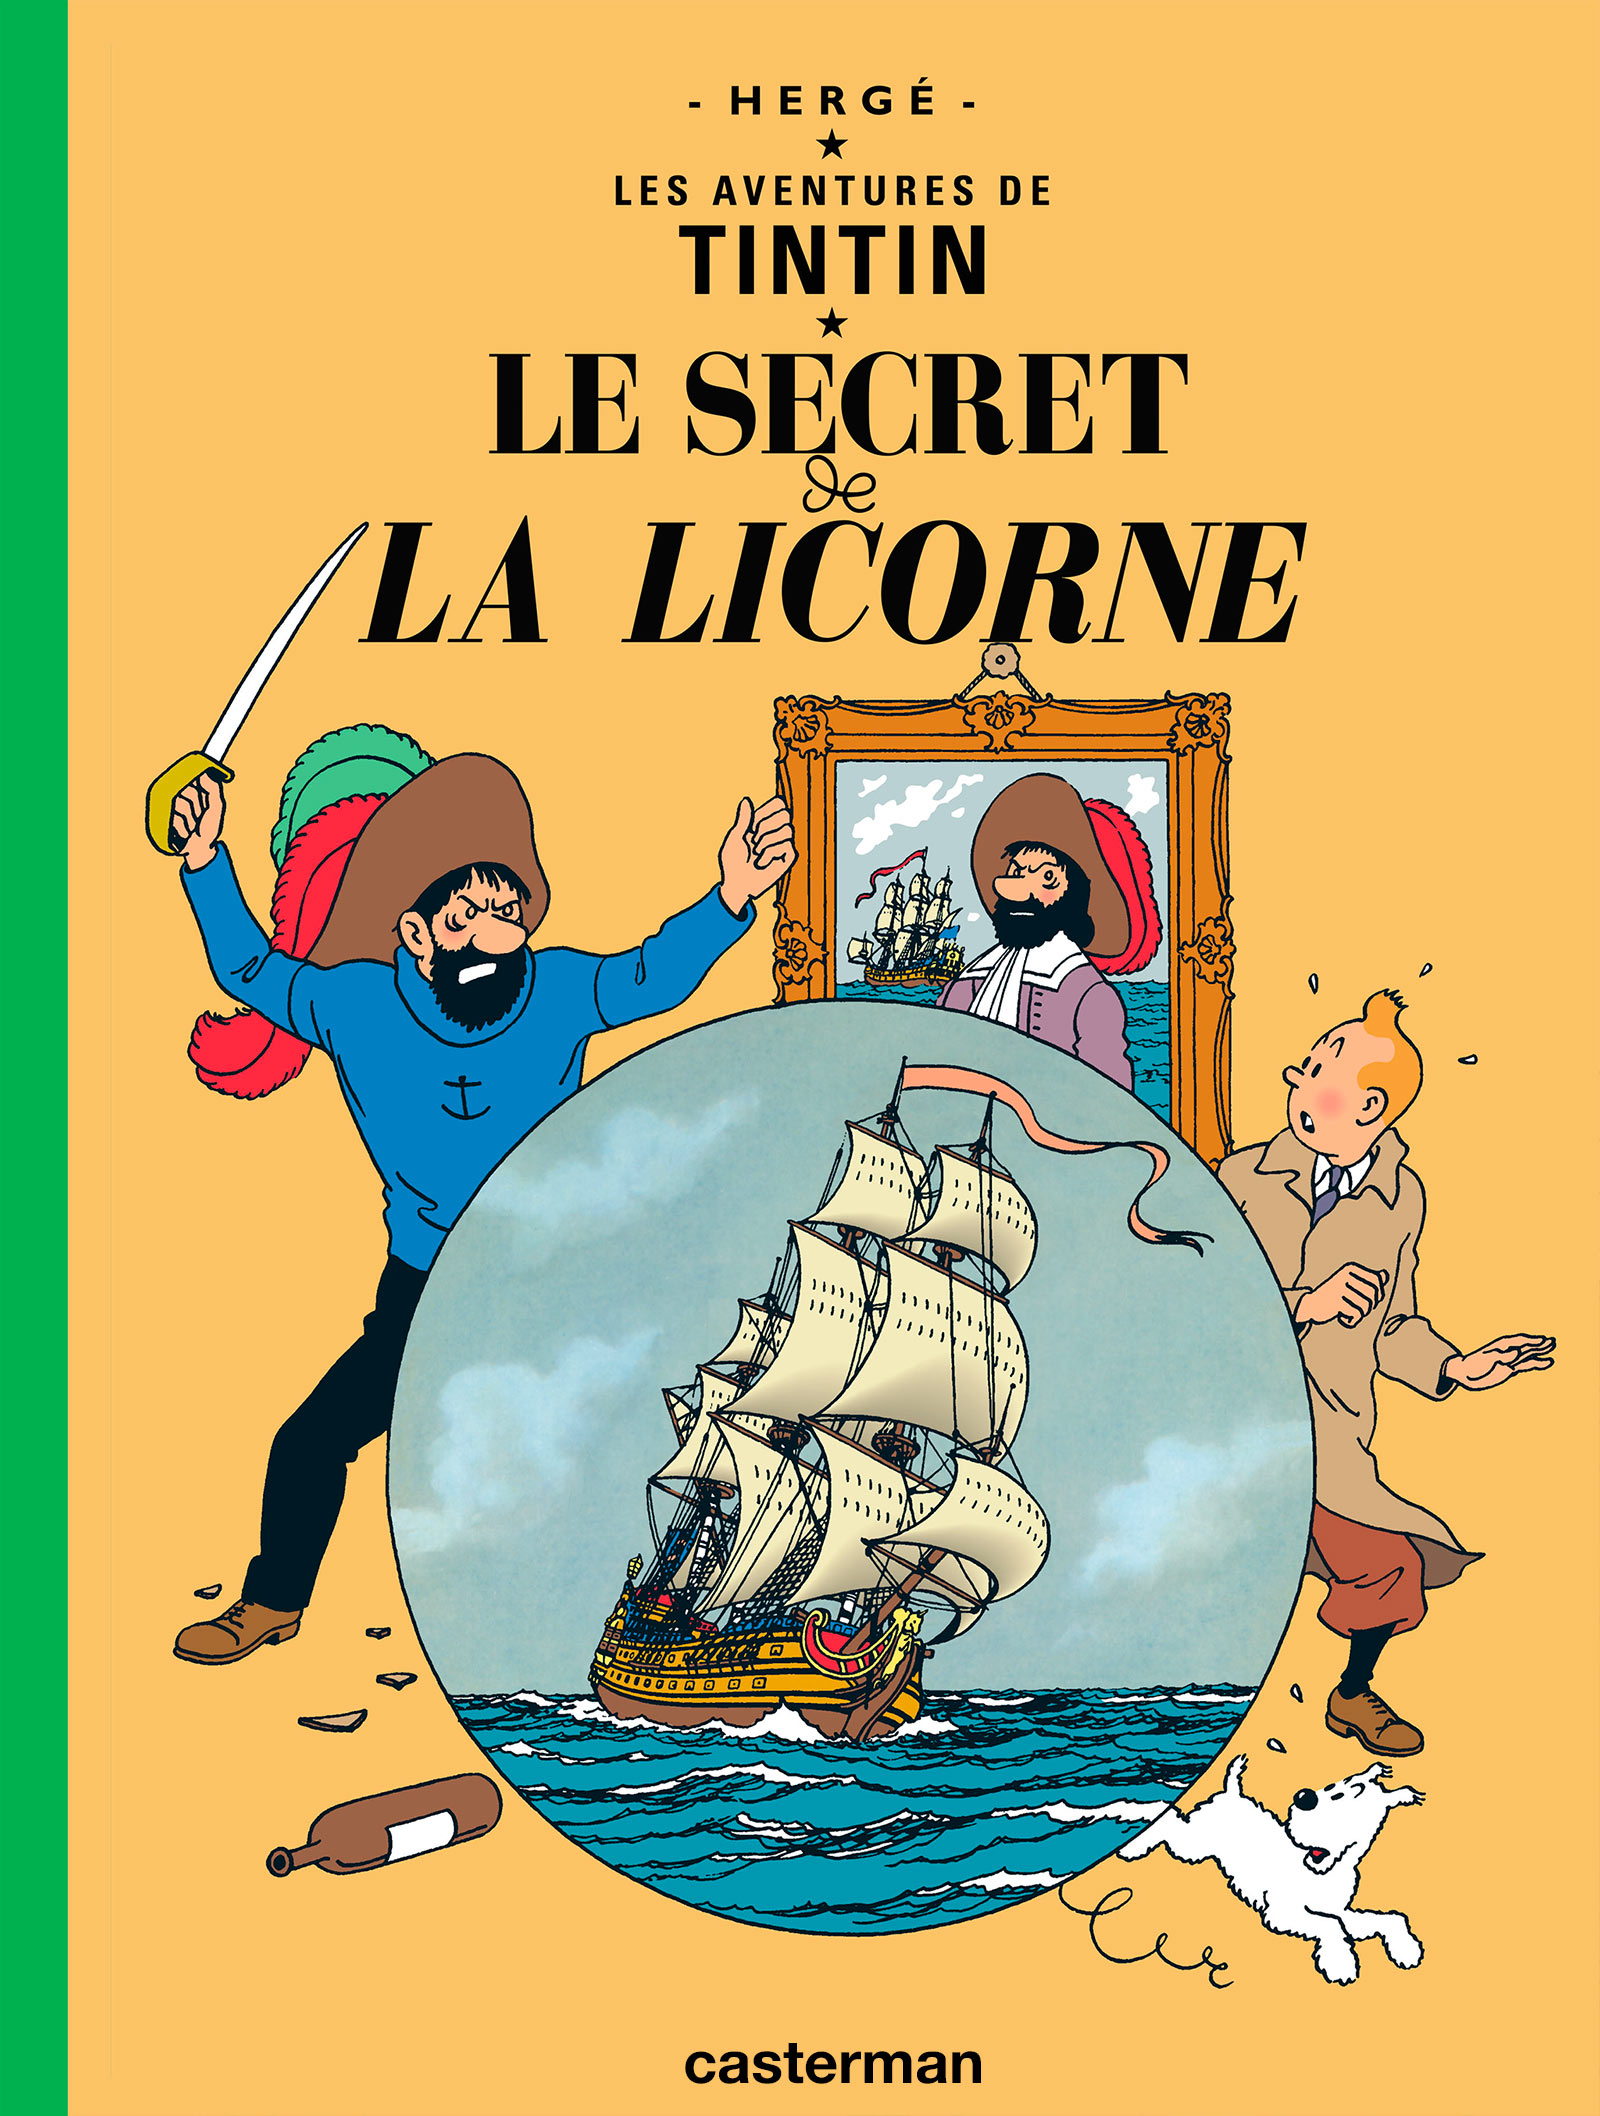 - HERGÉ -
LES AVENTURES DE
TINTIN
LE SECRET
de
LA LICORNE
casterman